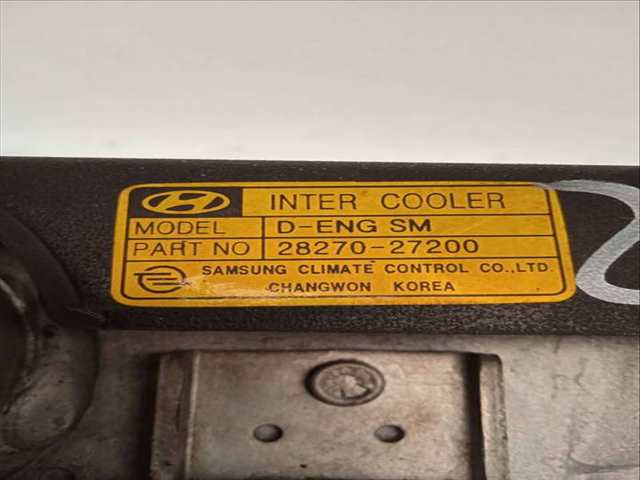 INTER COOLER
MODEL D-ENG SM
PART NO 28270-27200
SAMSUNG CLIMATE CONTROL CO.,LTD.
CHANGWON KOREA